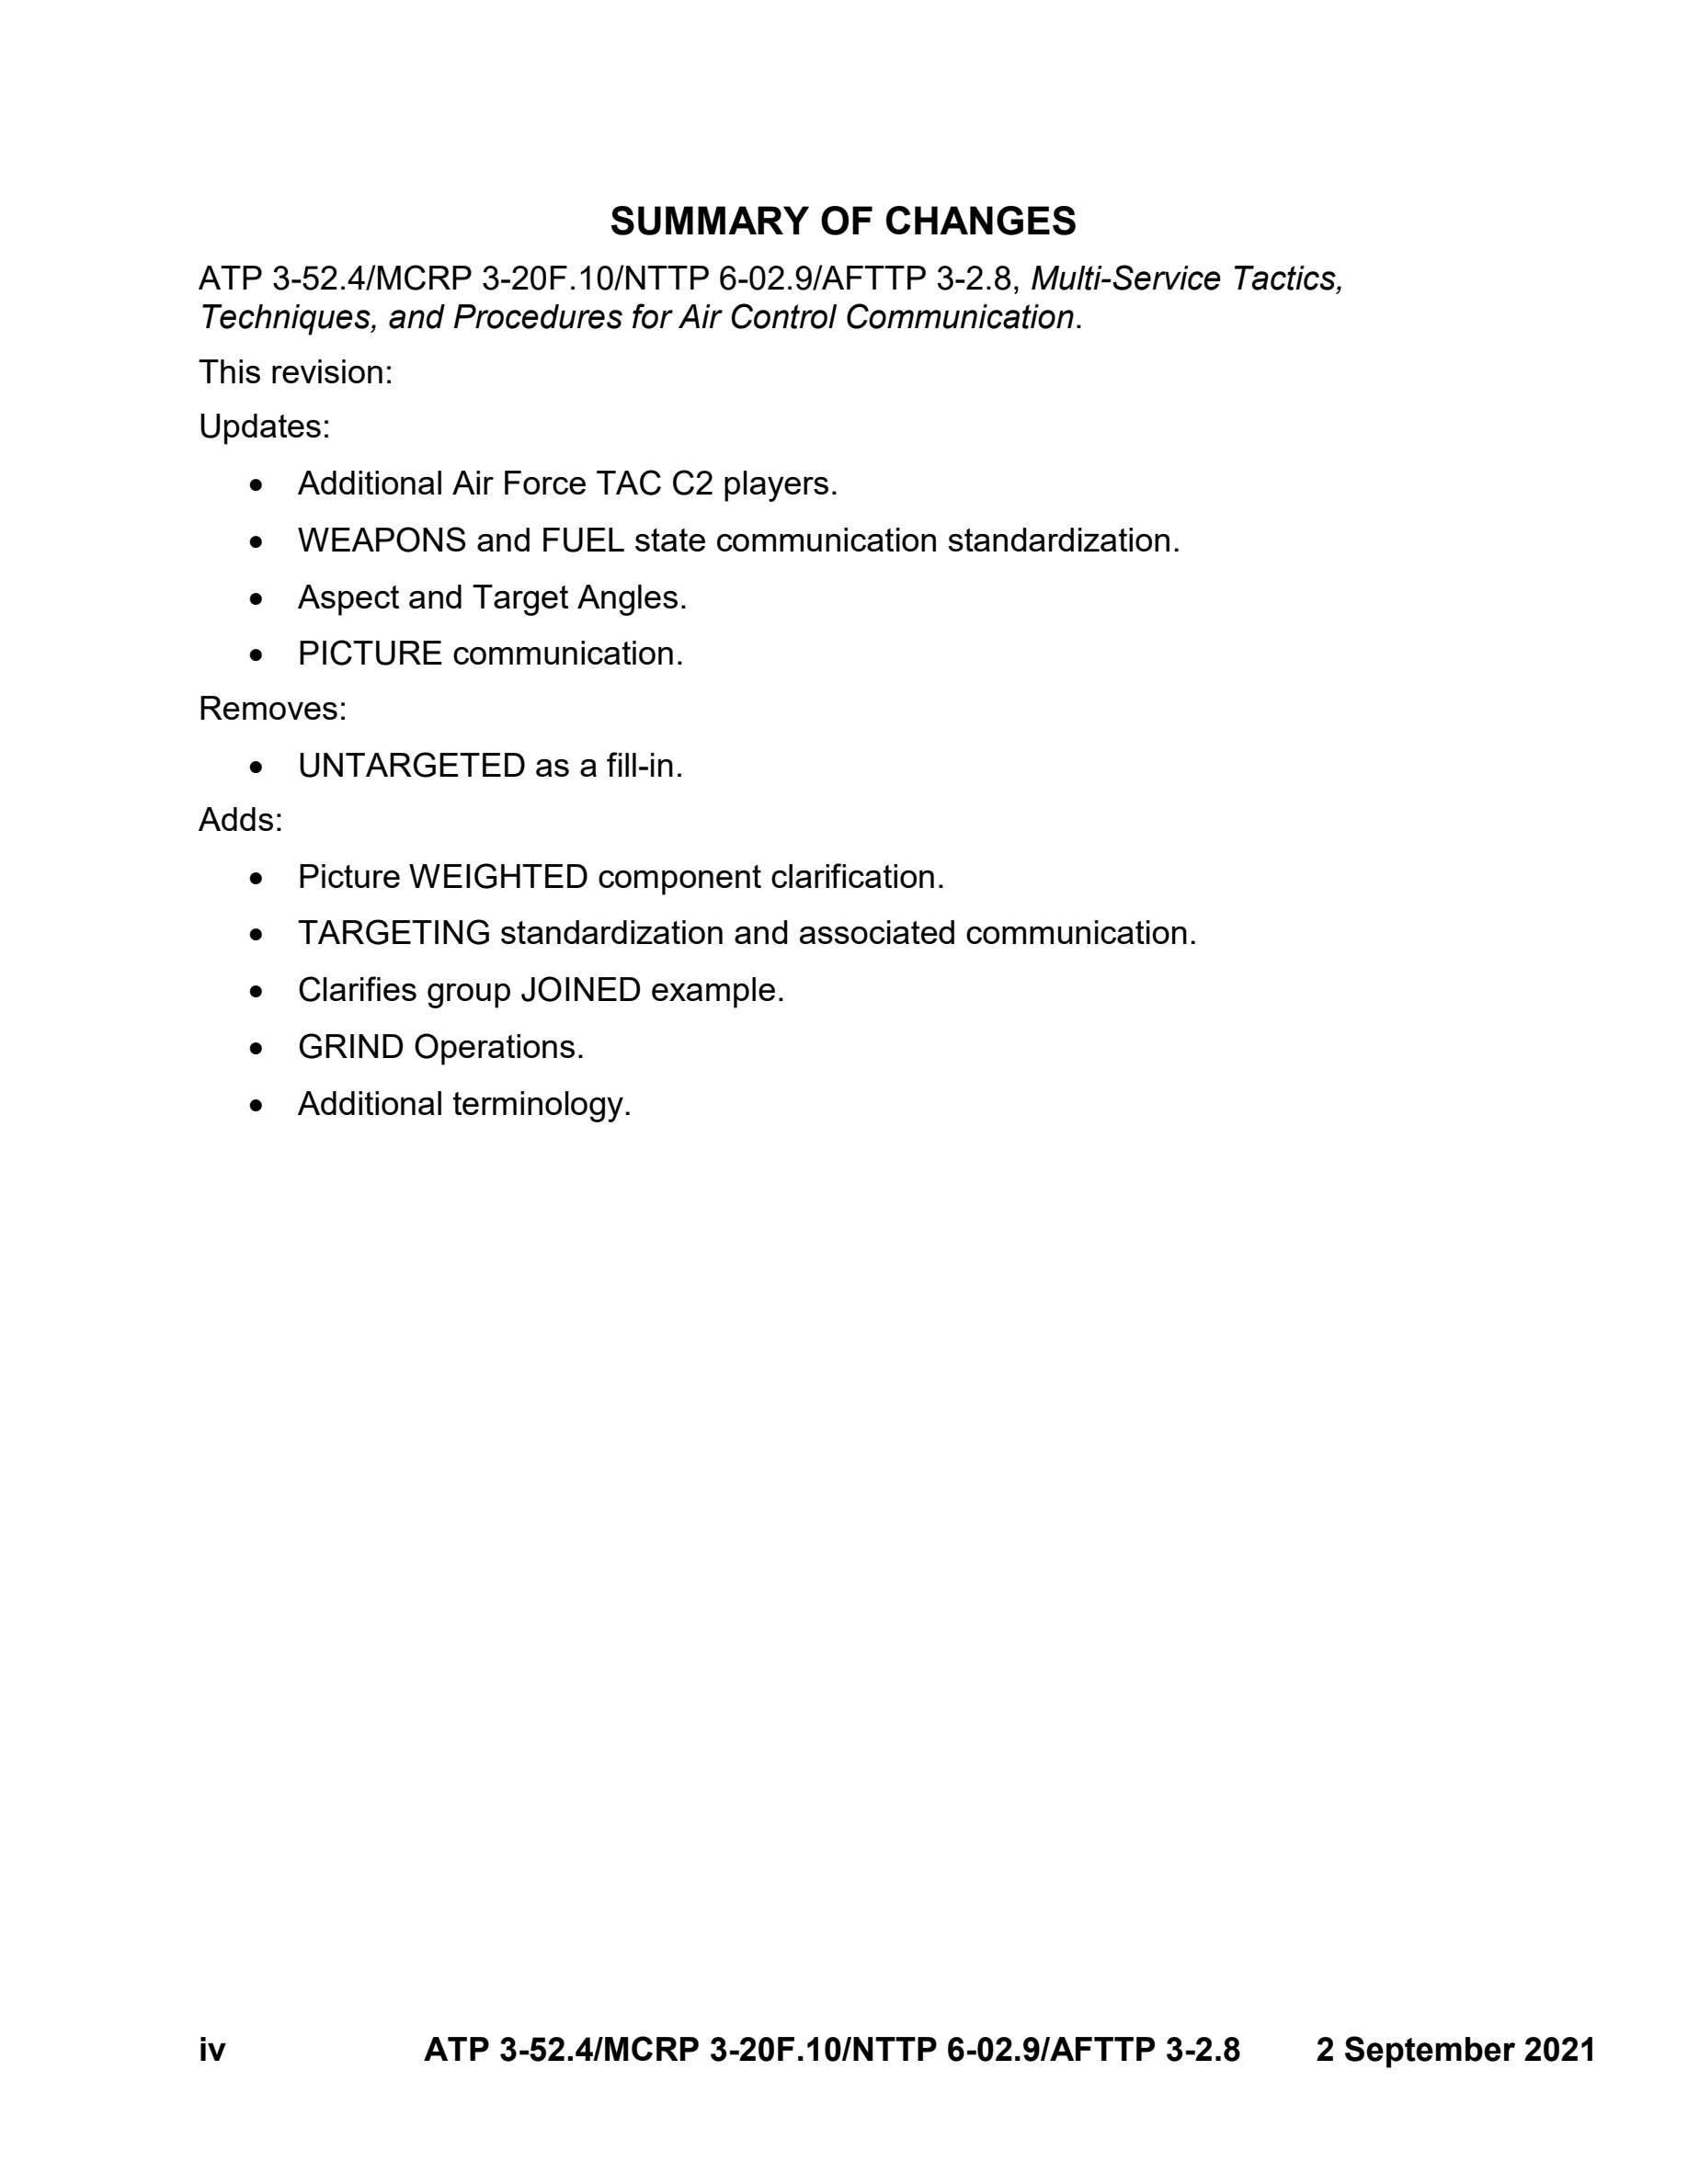 SUMMARY OF CHANGES
ATP 3-52.4/MCRP 3-20F.10/NTTP 6-02.9/AFTTP 3-2.8, Multi-Service Tactics,
Techniques, and Procedures for Air Control Communication.
This revision:
Updates:
• Additional Air Force TAC C2 players.
• WEAPONS and FUEL state communication standardization.
• Aspect and Target Angles.
• PICTURE communication.
Removes:
• UNTARGETED as a fill-in.
Adds:
• Picture WEIGHTED component clarification.
• TARGETING standardization and associated communication.
• Clarifies group JOINED example.
• GRIND Operations.
• Additional terminology.
iv ATP 3-52.4/MCRP 3-20F.10/NTTP 6-02.9/AFTTP 3-2.8 2 September 2021